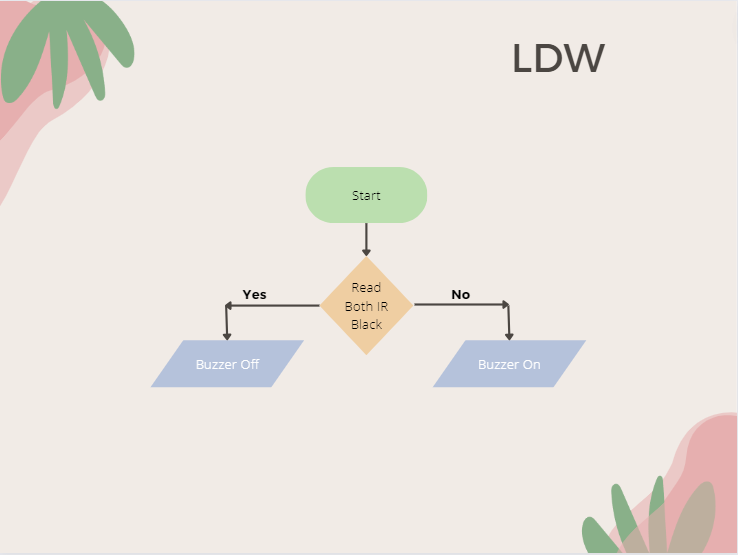 LDW
Start
Read
Both IR
Black
Yes
No
Buzzer Off
Buzzer On